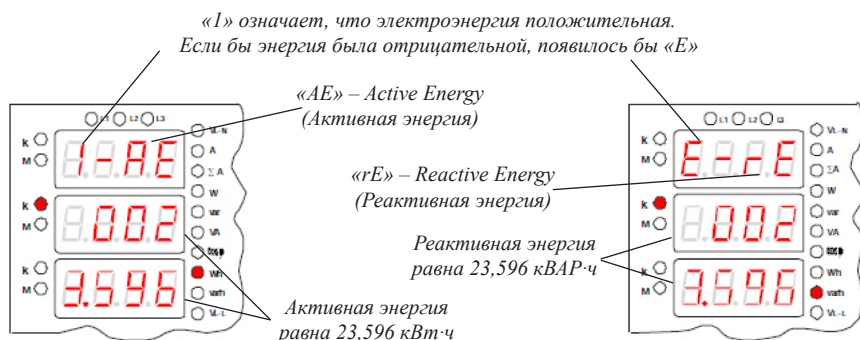 «1» означает, что электроэнергия положительная.
Если бы энергия была отрицательной, появилось бы «E»
«AE» – Active Energy
(Активная энергия)
«rE» – Reactive Energy
(Реактивная энергия)
L1 L2 L3
k
M
1-AE
k
M
002
k
M
3.596
VL-N
A
ΣA
W
var
VA
Wh
varh
VL-L
Активная энергия
равна 23,596 кВт·ч
Реактивная энергия
равна 23,596 кВАР·ч
L1 L2 L3
k
M
E-rE
k
M
002
k
M
VL-N
A
ΣA
W
var
VA
Wh
varh
VL-L